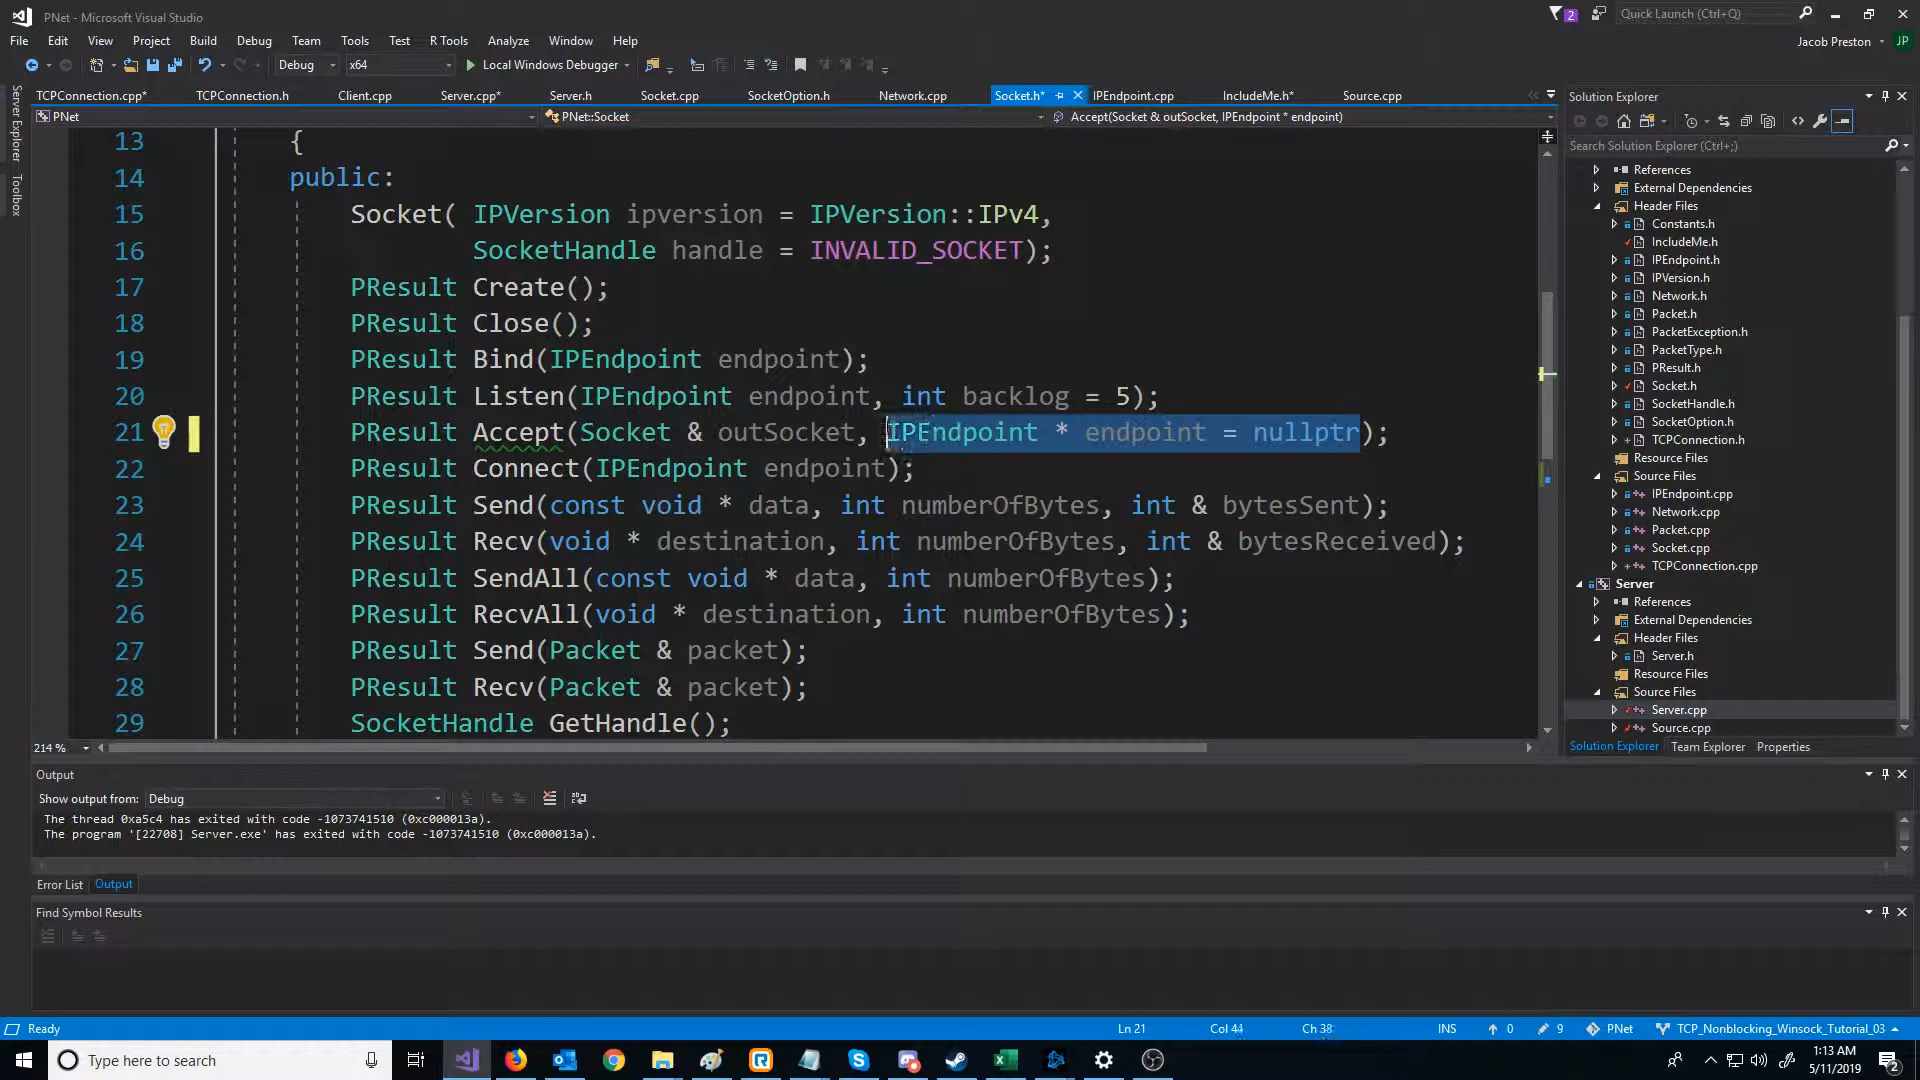 PNet - Microsoft Visual Studio
2
Quick Launch (Ctrl+Q)
File Edit View Project Build Debug Team Tools Test R Tools Analyze Window Help
Jacob Preston JP
Debug x64 Local Windows Debugger
Server Explorer
Toolbox
TCPConnection.cpp* TCPConnection.h Client.cpp Server.cpp* Server.h Socket.cpp SocketOption.h Network.cpp Socket.h* IPEndpoint.cpp IncludeMe.h* Source.cpp
PNet PNet::Socket Accept(Socket & outSocket, IPEndpoint * endpoint)
13 {
14 public:
15 Socket( IPVersion ipversion = IPVersion::IPv4,
16 SocketHandle handle = INVALID_SOCKET);
17 PResult Create();
18 PResult Close();
19 PResult Bind(IPEndpoint endpoint);
20 PResult Listen(IPEndpoint endpoint, int backlog = 5);
21 PResult Accept(Socket & outSocket, IPEndpoint * endpoint = nullptr);
22 PResult Connect(IPEndpoint endpoint);
23 PResult Send(const void * data, int numberOfBytes, int & bytesSent);
24 PResult Recv(void * destination, int numberOfBytes, int & bytesReceived);
25 PResult SendAll(const void * data, int numberOfBytes);
26 PResult RecvAll(void * destination, int numberOfBytes);
27 PResult Send(Packet & packet);
28 PResult Recv(Packet & packet);
29 SocketHandle GetHandle();
214 %
Solution Explorer
Search Solution Explorer (Ctrl+;)
References
External Dependencies
Header Files
Constants.h
IncludeMe.h
IPEndpoint.h
IPVersion.h
Network.h
Packet.h
PacketException.h
PacketType.h
PResult.h
Socket.h
SocketHandle.h
SocketOption.h
TCPConnection.h
Resource Files
Source Files
IPEndpoint.cpp
Network.cpp
Packet.cpp
Socket.cpp
TCPConnection.cpp
Server
References
External Dependencies
Header Files
Server.h
Resource Files
Source Files
Server.cpp
Source.cpp
Solution Explorer Team Explorer Properties
Output
Show output from: Debug
The thread 0xa5c4 has exited with code -1073741510 (0xc000013a).
The program '[22708] Server.exe' has exited with code -1073741510 (0xc000013a).
Error List Output
Find Symbol Results
Ready Ln 21 Col 44 Ch 38 INS 0 9 PNet TCP_Nonblocking_Winsock_Tutorial_03
Type here to search
1:13 AM
5/11/2019
2